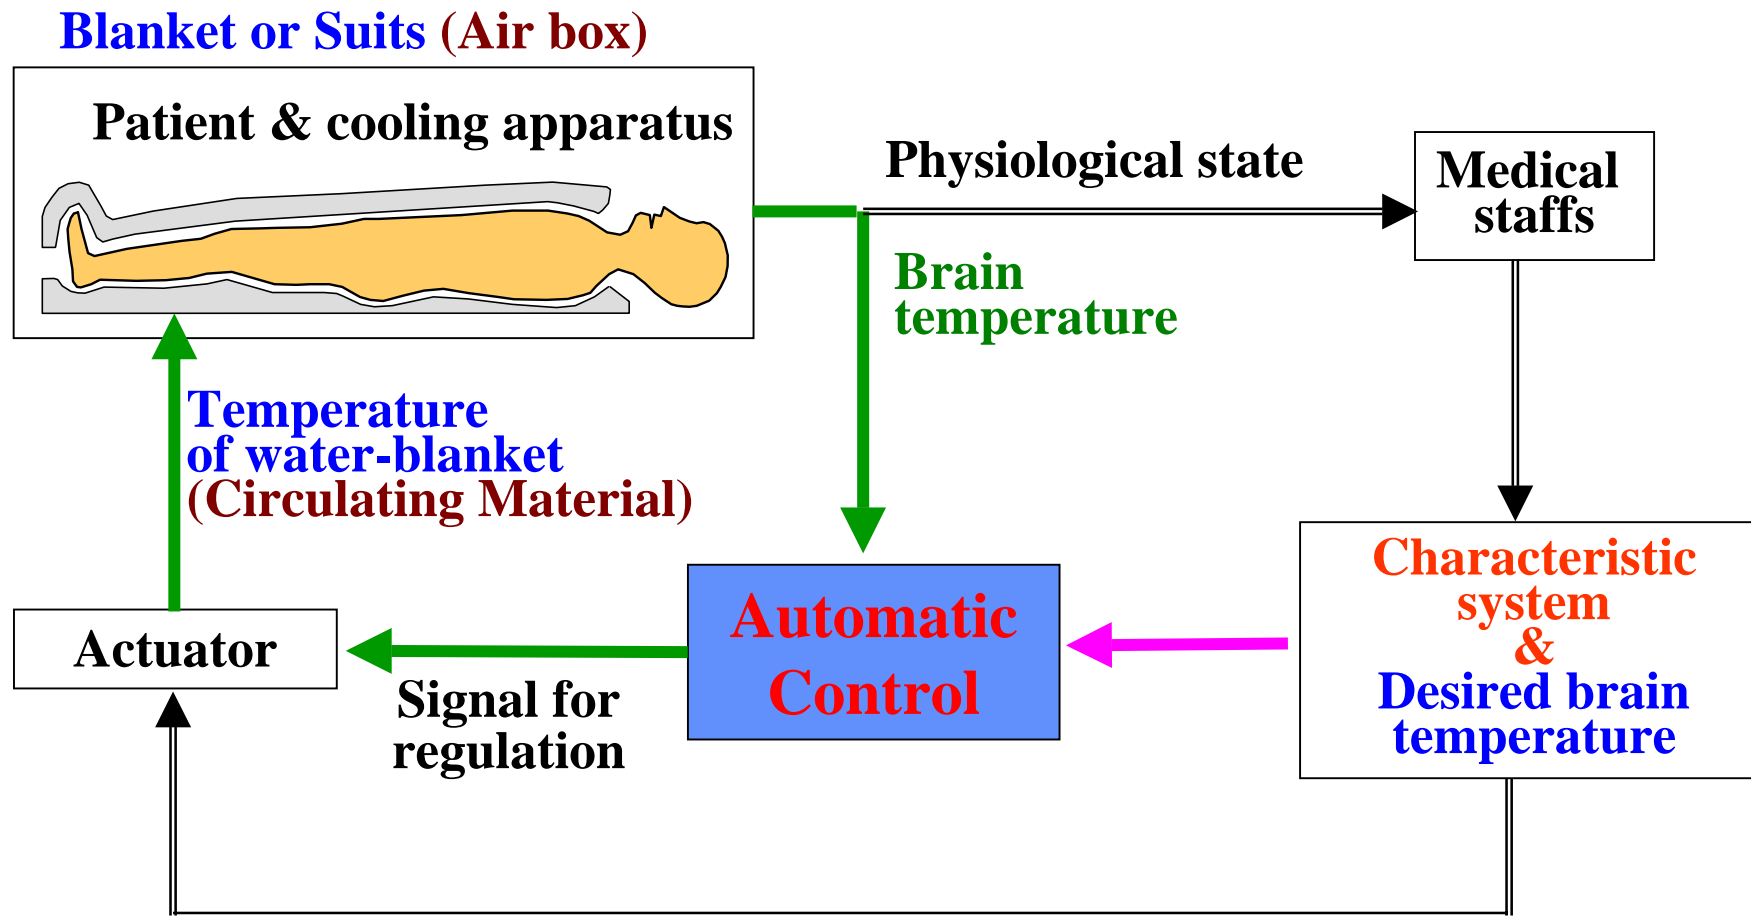 Blanket or Suits (Air box)
Patient & cooling apparatus
Physiological state
Medical
staffs
Brain
temperature
Temperature
of water-blanket
(Circulating Material)
Characteristic
system
&
Desired brain
temperature
Automatic
Control
Actuator
Signal for
regulation